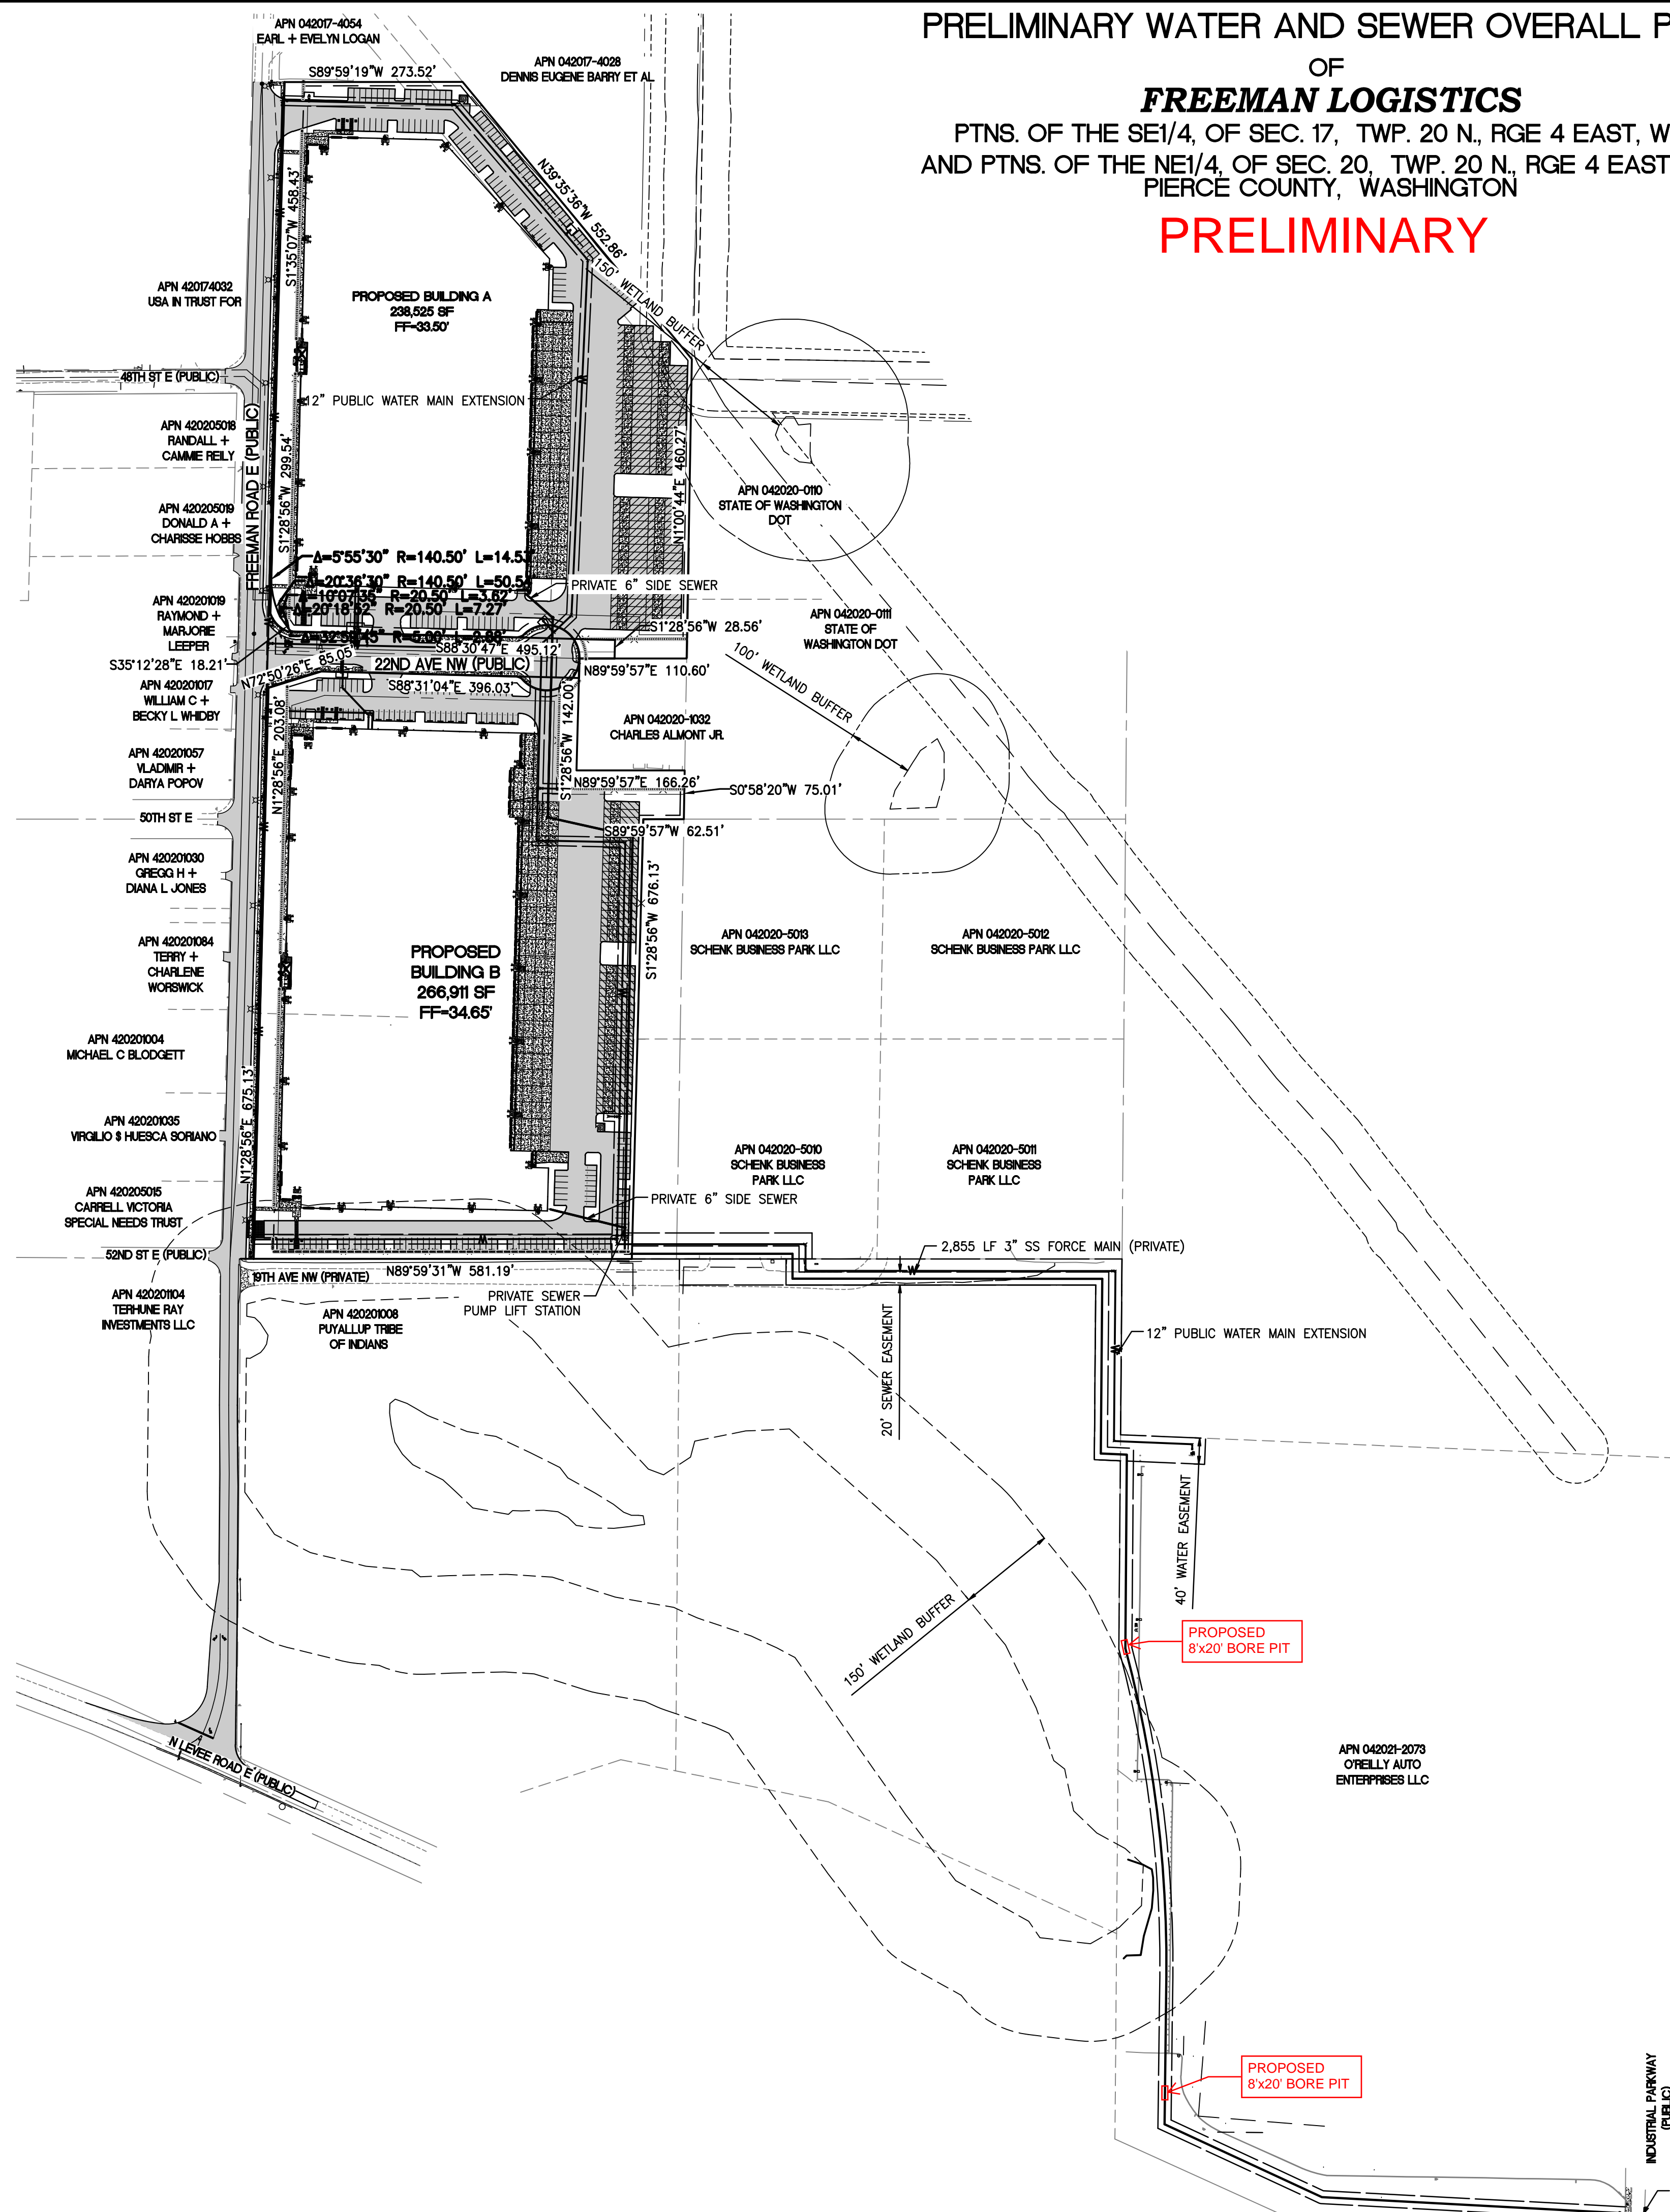 PRELIMINARY WATER AND SEWER OVERALL P
OF
FREEMAN LOGISTICS
PTNS. OF THE SE1/4, OF SEC. 17, TWP. 20 N., RGE 4 EAST, W
AND PTNS. OF THE NE1/4, OF SEC. 20, TWP. 20 N., RGE 4 EAST
PIERCE COUNTY, WASHINGTON
PRELIMINARY
APN 042017-4054
EARL + EVELYN LOGAN
S89°59'19"W 273.52'
APN 042017-4028
DENNIS EUGENE BARRY ET AL
N39°35'36"W 552.86'
S1°35'07"W 458.43'
150' WETLAND BUFFER
APN 420174032
USA IN TRUST FOR
PROPOSED BUILDING A
238,525 SF
FF=33.50'
48TH ST E (PUBLIC)
12" PUBLIC WATER MAIN EXTENSION
FREEMAN ROAD E (PUBLIC)
S1°28'56"W 299.54'
N1°00'44"E 460.27'
APN 420205018
RANDALL +
CAMMIE REILY
APN 042020-0110
STATE OF WASHINGTON
DOT
APN 420205019
DONALD A +
CHARISSE HOBBS
Δ=5°55'30" R=140.50' L=14.53'
Δ=20°36'30" R=140.50' L=50.54'
Δ=10°07'35" R=20.50' L=3.62'
Δ=20°18'52" R=20.50' L=7.27'
R=5.00'
PRIVATE 6" SIDE SEWER
APN 420201019
RAYMOND +
MARJORIE
LEEPER
APN 042020-0111
STATE OF
WASHINGTON DOT
S1°28'56"W 28.56'
S88°30'47"E 495.12'
S35°12'28"E 18.21'
N72°50'26"E 85.05'
22ND AVE NW (PUBLIC)
N89°59'57"E 110.60'
100' WETLAND BUFFER
S88°31'04"E 396.03'
APN 420201017
WILLIAM C +
BECKY L WHIDBY
N1°28'56"E 203.08'
S1°28'56"W 142.00'
APN 042020-1032
CHARLES ALMONT JR.
APN 420201057
VLADIMIR +
DARYA POPOV
N89°59'57"E 166.26'
S0°58'20"W 75.01'
50TH ST E
S89°59'57"W 62.51'
APN 420201030
GREGG H +
DIANA L JONES
S1°28'56"W 676.13'
APN 420201084
TERRY +
CHARLENE
WORSWICK
PROPOSED
BUILDING B
266,911 SF
FF=34.65'
APN 042020-5013
SCHENK BUSINESS PARK LLC
APN 042020-5012
SCHENK BUSINESS PARK LLC
APN 420201004
MICHAEL C BLODGETT
N1°28'56"E 675.13'
APN 420201035
VIRGILIO $ HUESCA SORIANO
APN 042020-5010
SCHENK BUSINESS
PARK LLC
APN 042020-5011
SCHENK BUSINESS
PARK LLC
APN 420205015
CARRELL VICTORIA
SPECIAL NEEDS TRUST
PRIVATE 6" SIDE SEWER
52ND ST E (PUBLIC)
2,855 LF 3" SS FORCE MAIN (PRIVATE)
19TH AVE NW (PRIVATE)
N89°59'31"W 581.19'
APN 420201104
TERHUNE RAY
INVESTMENTS LLC
PRIVATE SEWER
PUMP LIFT STATION
APN 420201008
PUYALLUP TRIBE
OF INDIANS
20' SEWER EASEMENT
12" PUBLIC WATER MAIN EXTENSION
40' WATER EASEMENT
150' WETLAND BUFFER
PROPOSED
8'x20' BORE PIT
N LEVEE ROAD E (PUBLIC)
APN 042021-2073
O'REILLY AUTO
ENTERPRISES LLC
PROPOSED
8'x20' BORE PIT
INDUSTRIAL PARKWAY
(PUBLIC)